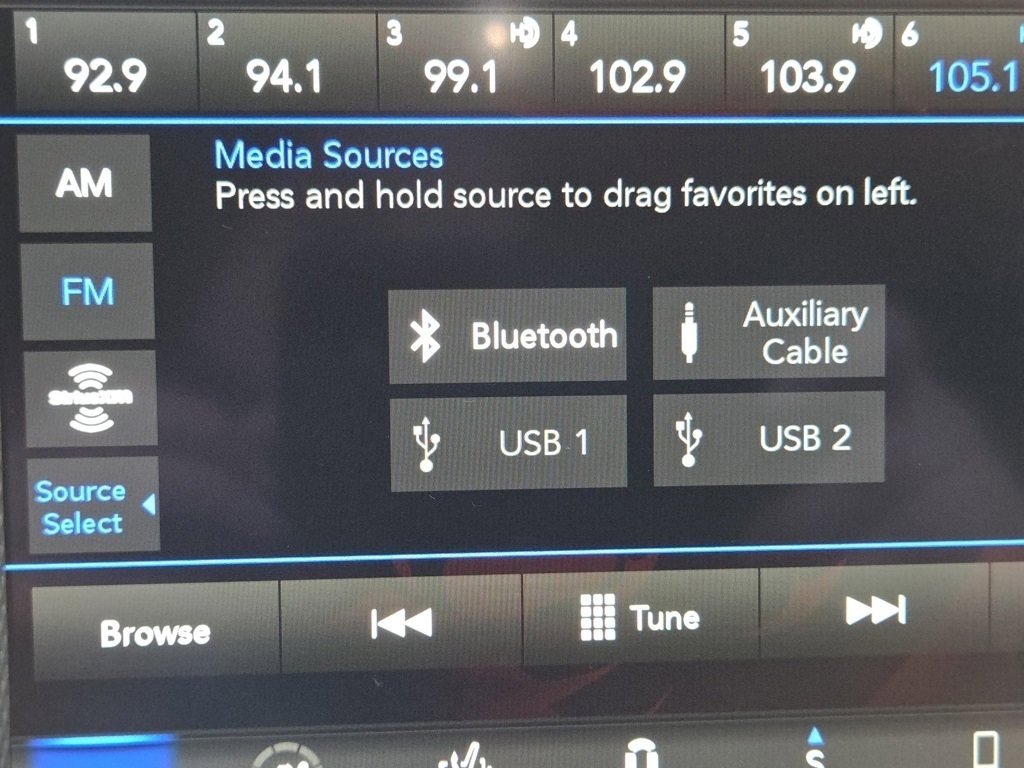 1 2 3 4 5 6
92.9 94.1 99.1 102.9 103.9 105.1
AM
Media Sources
Press and hold source to drag favorites on left.
FM
Bluetooth
Auxiliary
Cable
SiriusXM
USB 1
USB 2
Source
Select
Browse
Tune
S